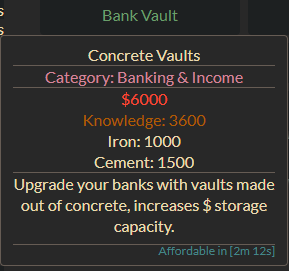 s
Bank Vault
s
Concrete Vaults
Category: Banking & Income
$6000
Knowledge: 3600
Iron: 1000
Cement: 1500
Upgrade your banks with vaults made
out of concrete, increases $ storage
capacity.
Affordable in [2m 12s]